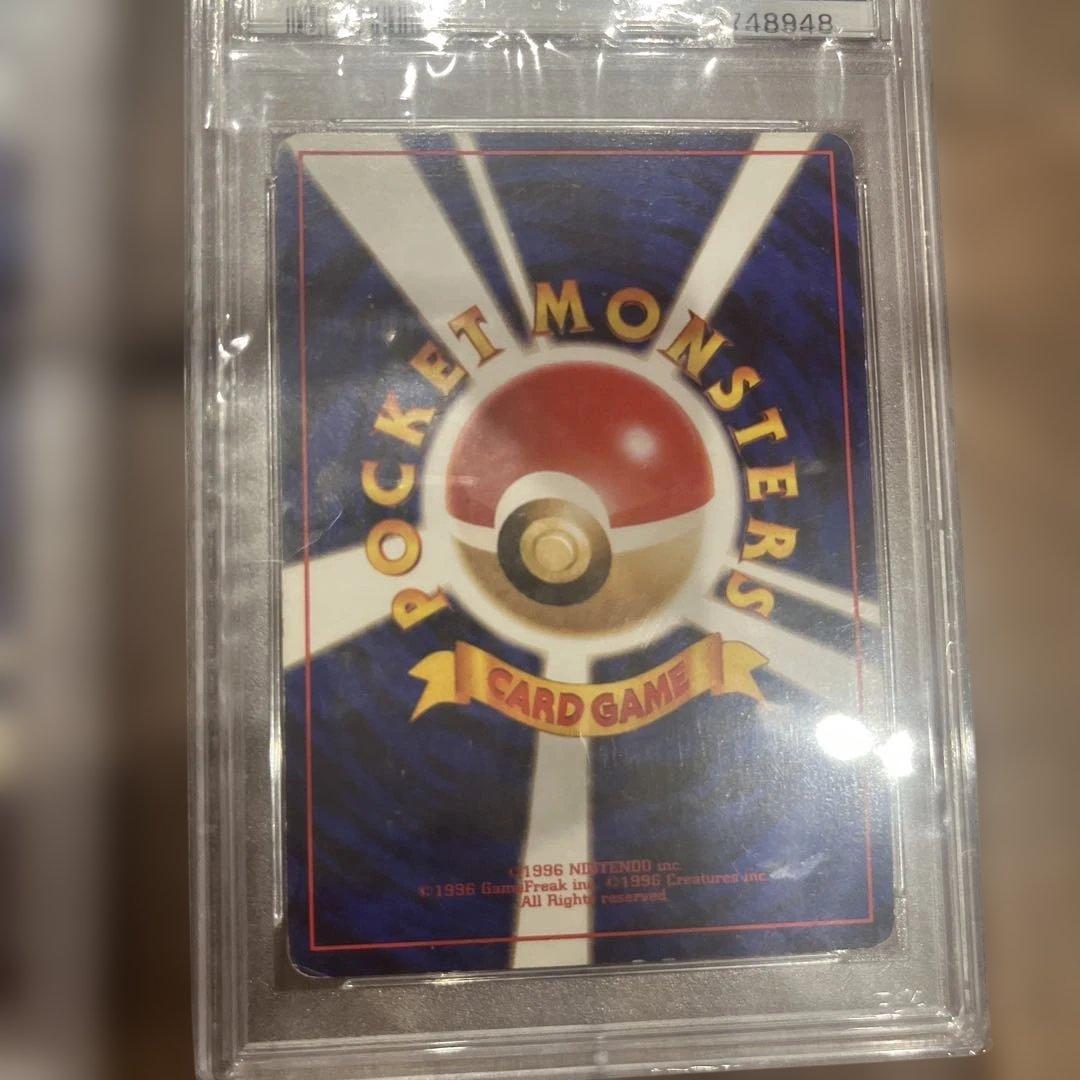 748948
POCKET MONSTERS
CARD GAME
©1996 NINTENDO inc
©1996 GameFreak inc ©1996 Creatures inc
All Rights reserved